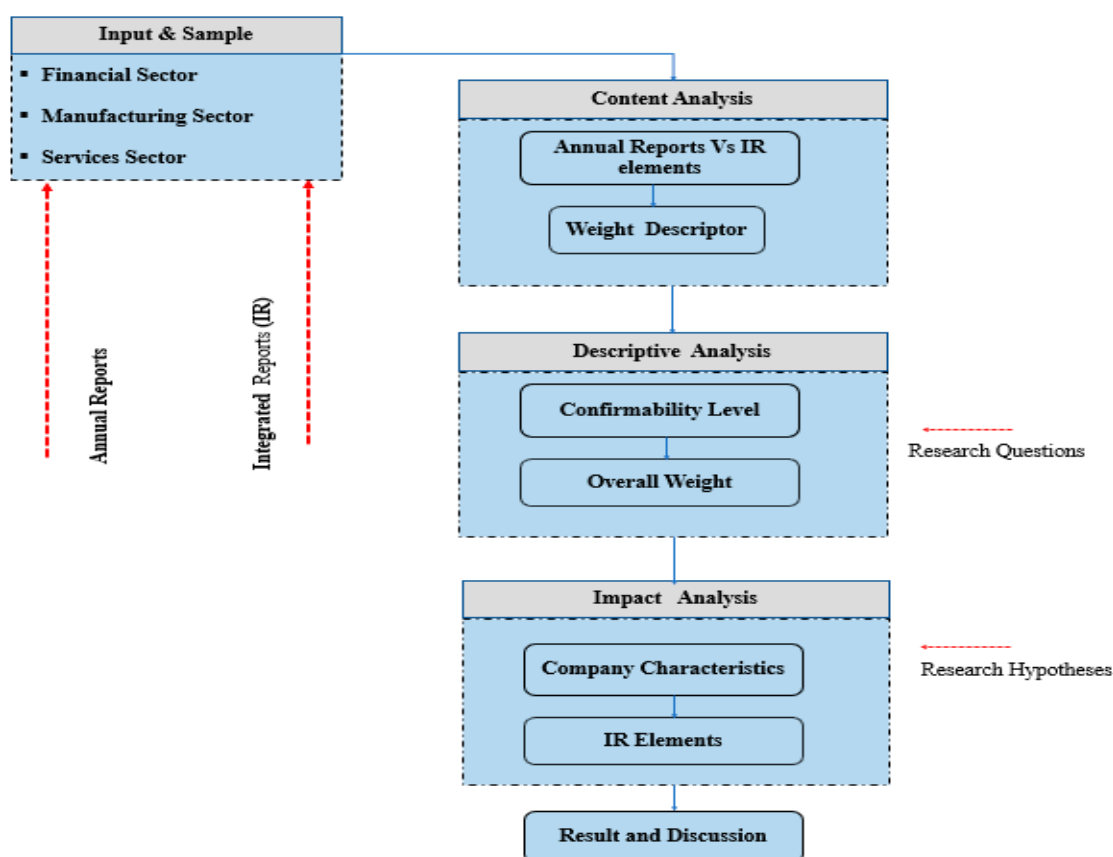 Input & Sample
▪ Financial Sector
▪ Manufacturing Sector
▪ Services Sector
Annual Reports
Integrated Reports (IR)
Content Analysis
Annual Reports Vs IR
elements
Weight Descriptor
Descriptive Analysis
Confirmability Level
Overall Weight
Research Questions
Impact Analysis
Company Characteristics
IR Elements
Research Hypotheses
Result and Discussion